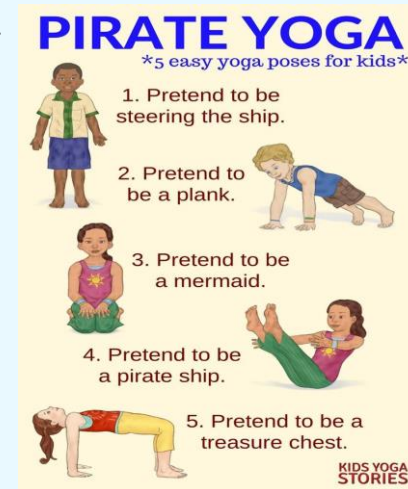 PIRATE YOGA
*5 easy yoga poses for kids*
1. Pretend to be
steering the ship.
2. Pretend to
be a plank.
3. Pretend to be
a mermaid.
4. Pretend to be
a pirate ship.
5. Pretend to be a
treasure chest.
KIDS YOGA
STORIES